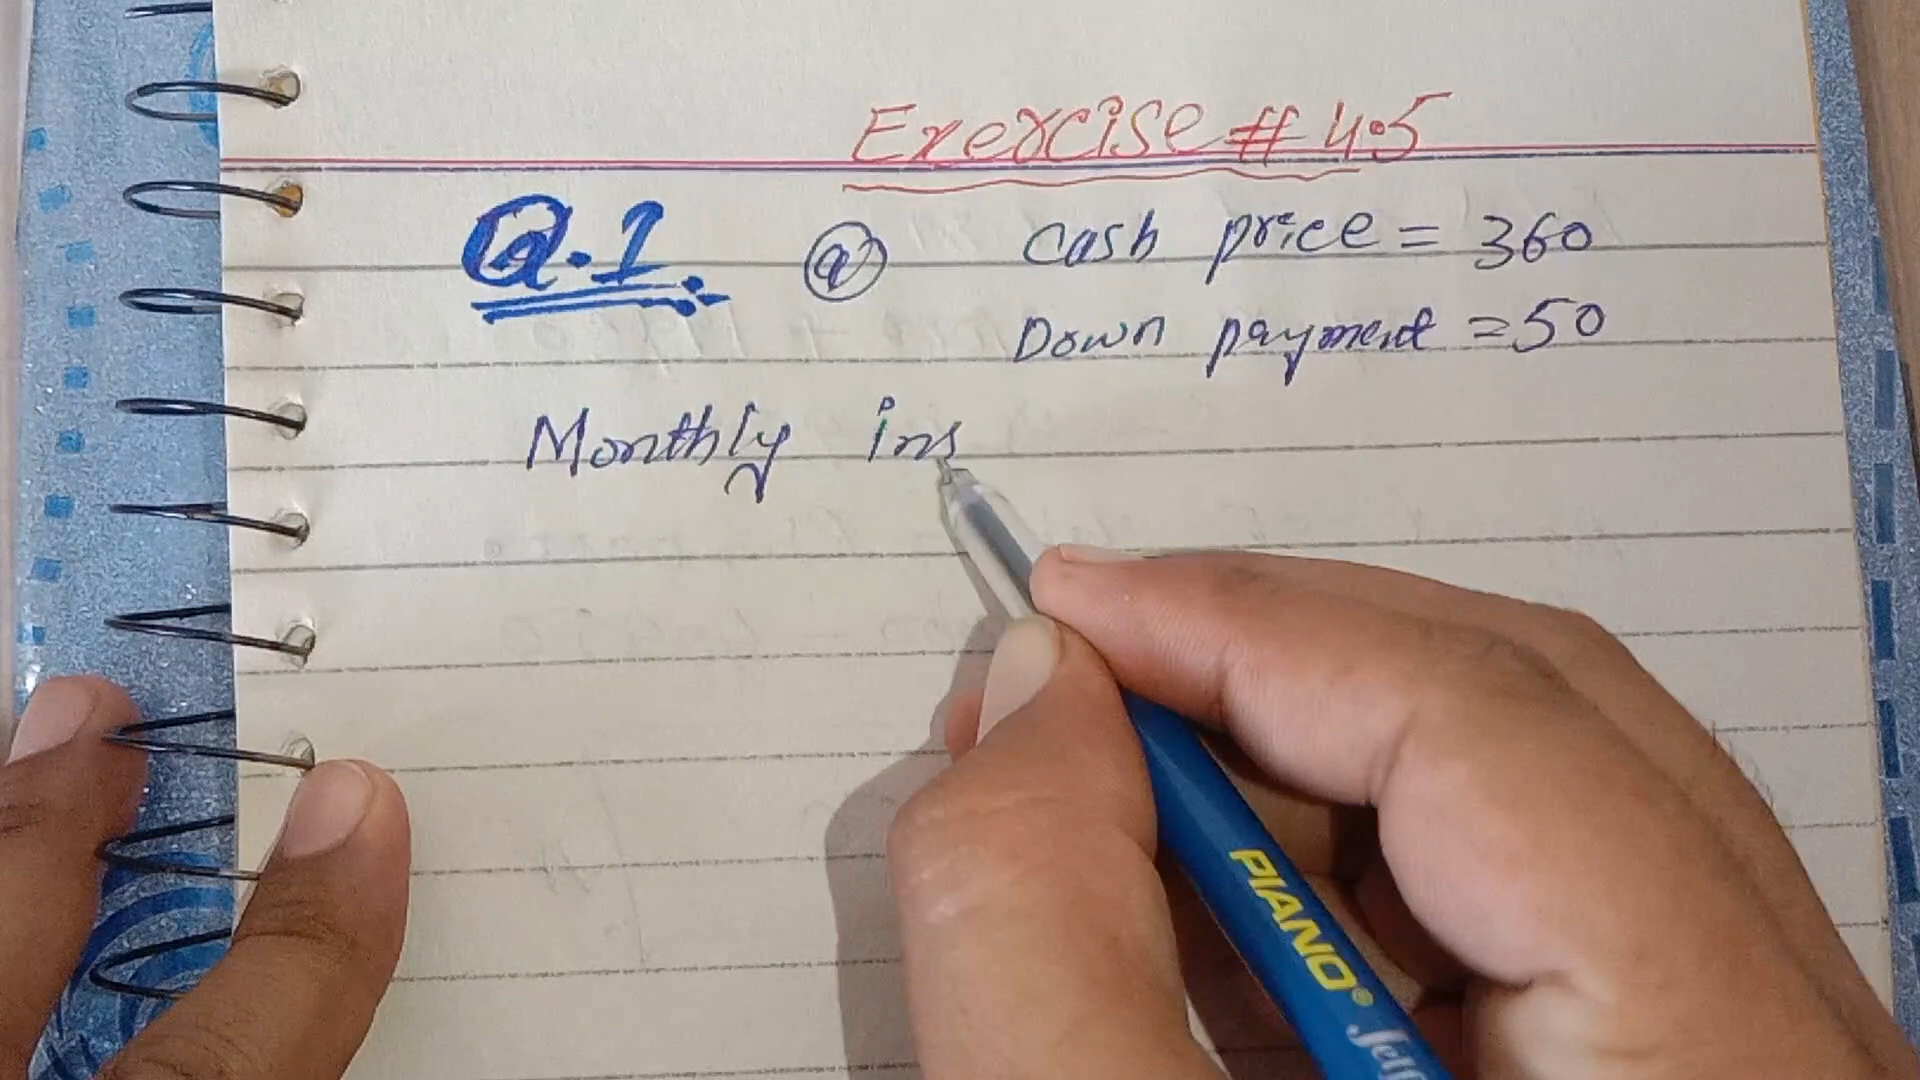 Exercise # 4.5
Q.1 (a) Cash price = 360
Down payment = 50
Monthly ins
PIANO